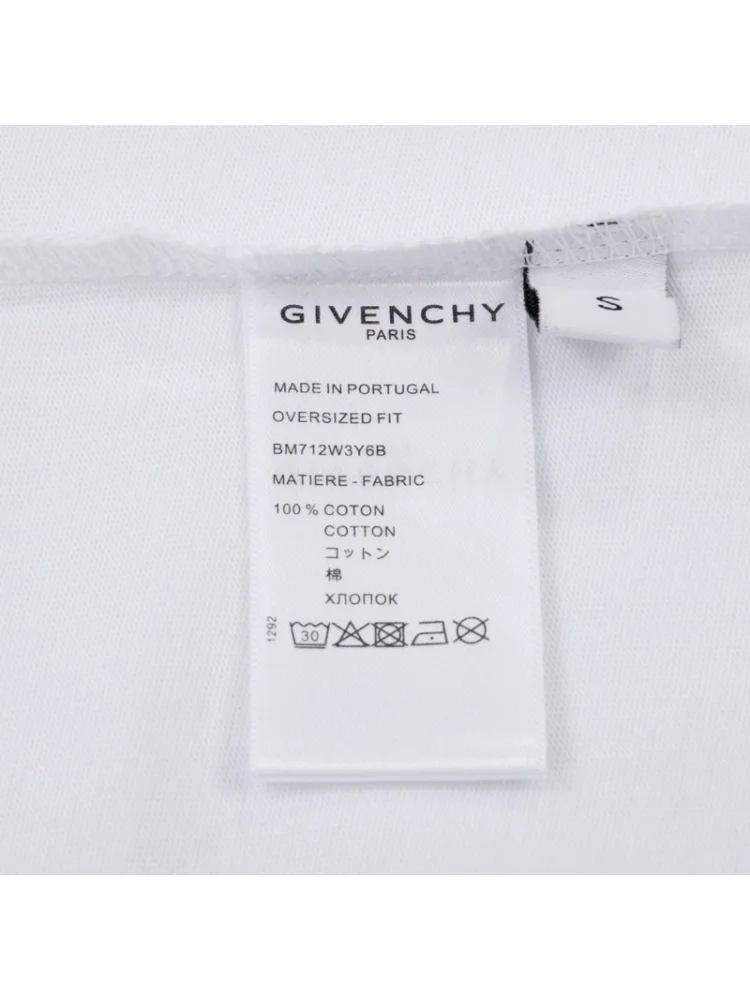 GIVENCHY
PARIS
S
MADE IN PORTUGAL
OVERSIZED FIT
BM712W3Y6B
MATIERE - FABRIC
100 % COTON
COTTON
コットン
棉
ХЛОПОК
1292
30